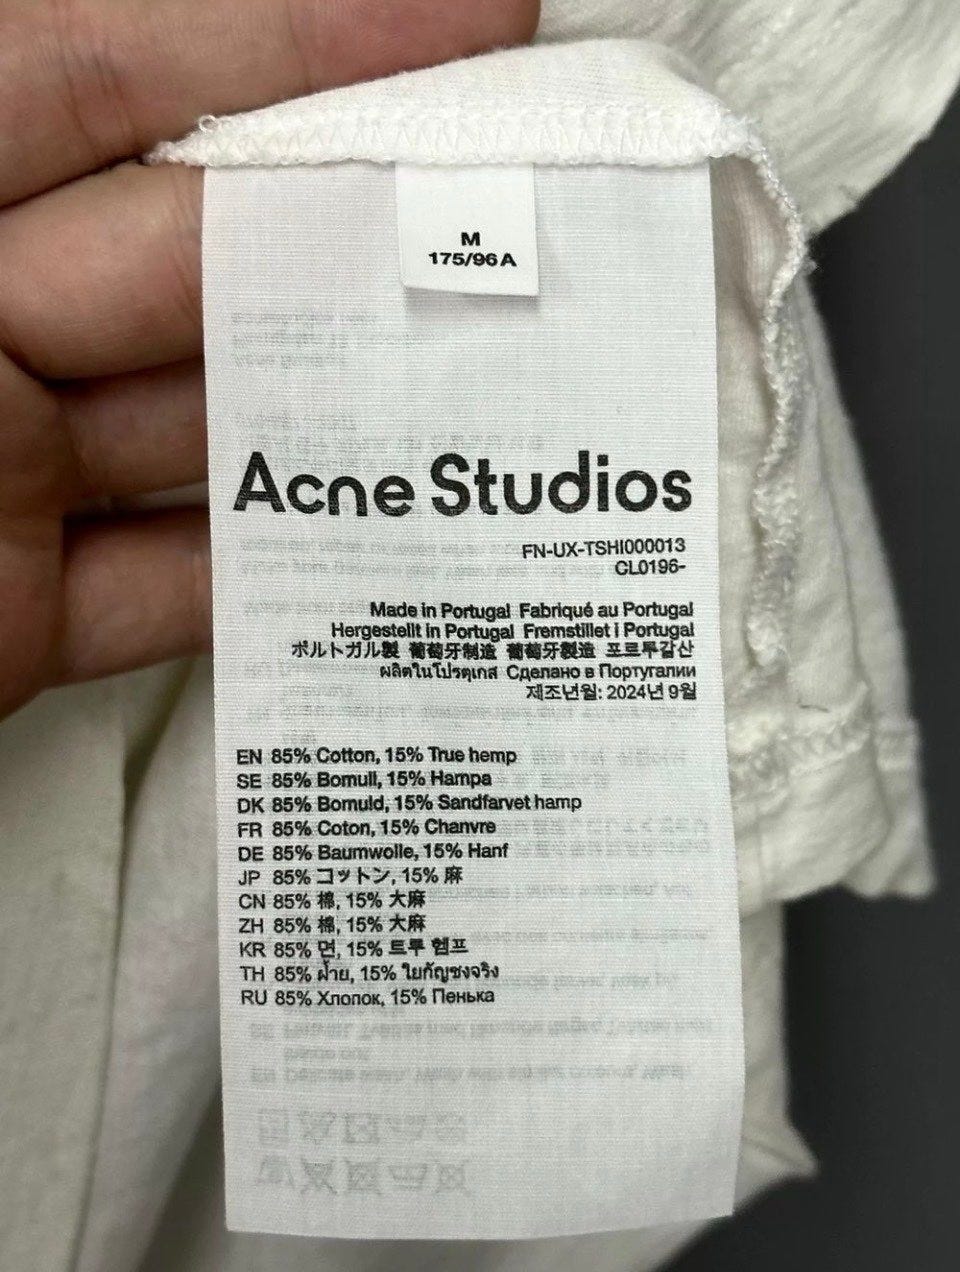 M
175/96A
Acne Studios
FN-UX-TSHI000013
CL0196-
Made in Portugal Fabriqué au Portugal
Hergestellt in Portugal Fremstillet i Portugal
ポルトガル製 葡萄牙制造 葡萄牙製造 포르투갈산
ผลิตในโปรตุเกส Сделано в Португалии
제조년월: 2024년 9월
EN 85% Cotton, 15% True hemp
SE 85% Bomull, 15% Hampa
DK 85% Bomuld, 15% Sandfarvet hamp
FR 85% Coton, 15% Chanvre
DE 85% Baumwolle, 15% Hanf
JP 85% コットン, 15% 麻
CN 85% 棉, 15% 大麻
ZH 85% 棉, 15% 大麻
KR 85% 면, 15% 트루 헴프
TH 85% ฝ้าย, 15% ใยกัญชงจริง
RU 85% Хлопок, 15% Пенька